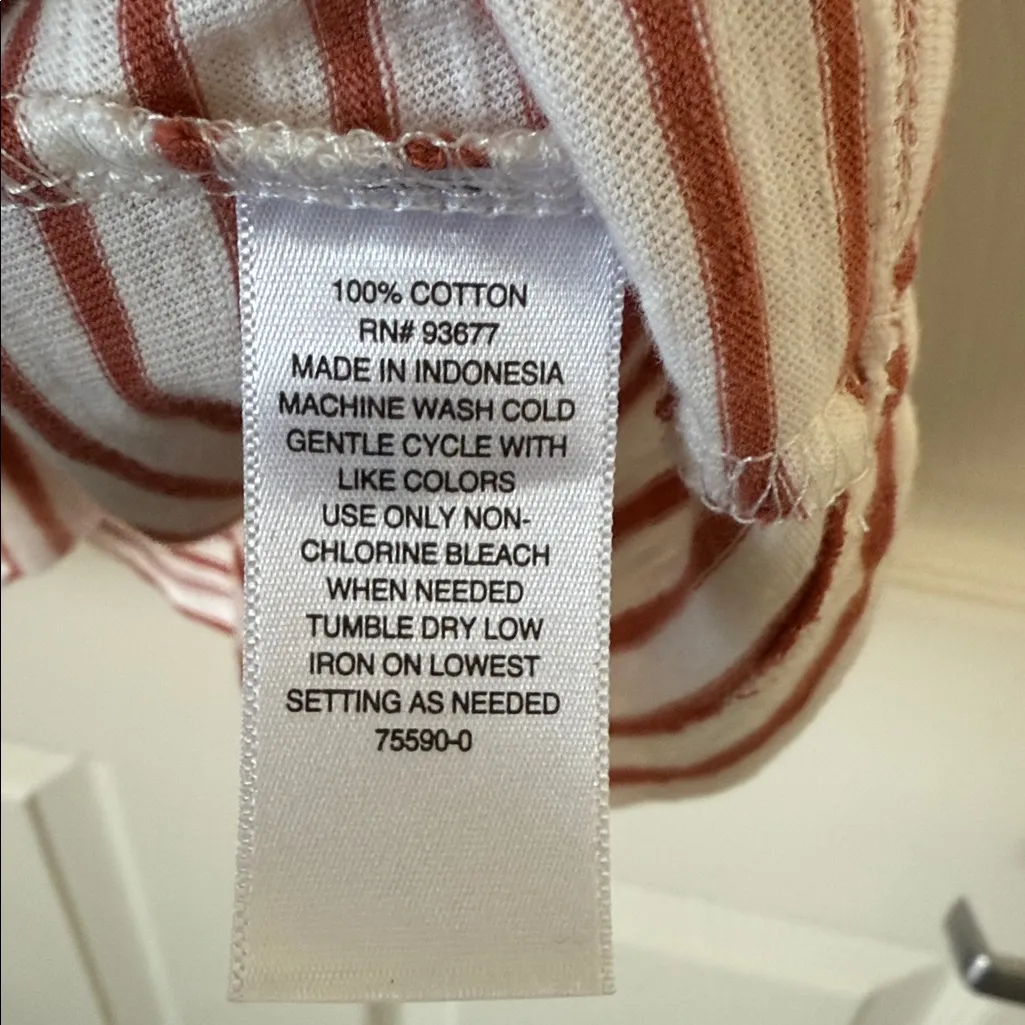 100% COTTON
RN# 93677
MADE IN INDONESIA
MACHINE WASH COLD
GENTLE CYCLE WITH
LIKE COLORS
USE ONLY NON-
CHLORINE BLEACH
WHEN NEEDED
TUMBLE DRY LOW
IRON ON LOWEST
SETTING AS NEEDED
75590-0